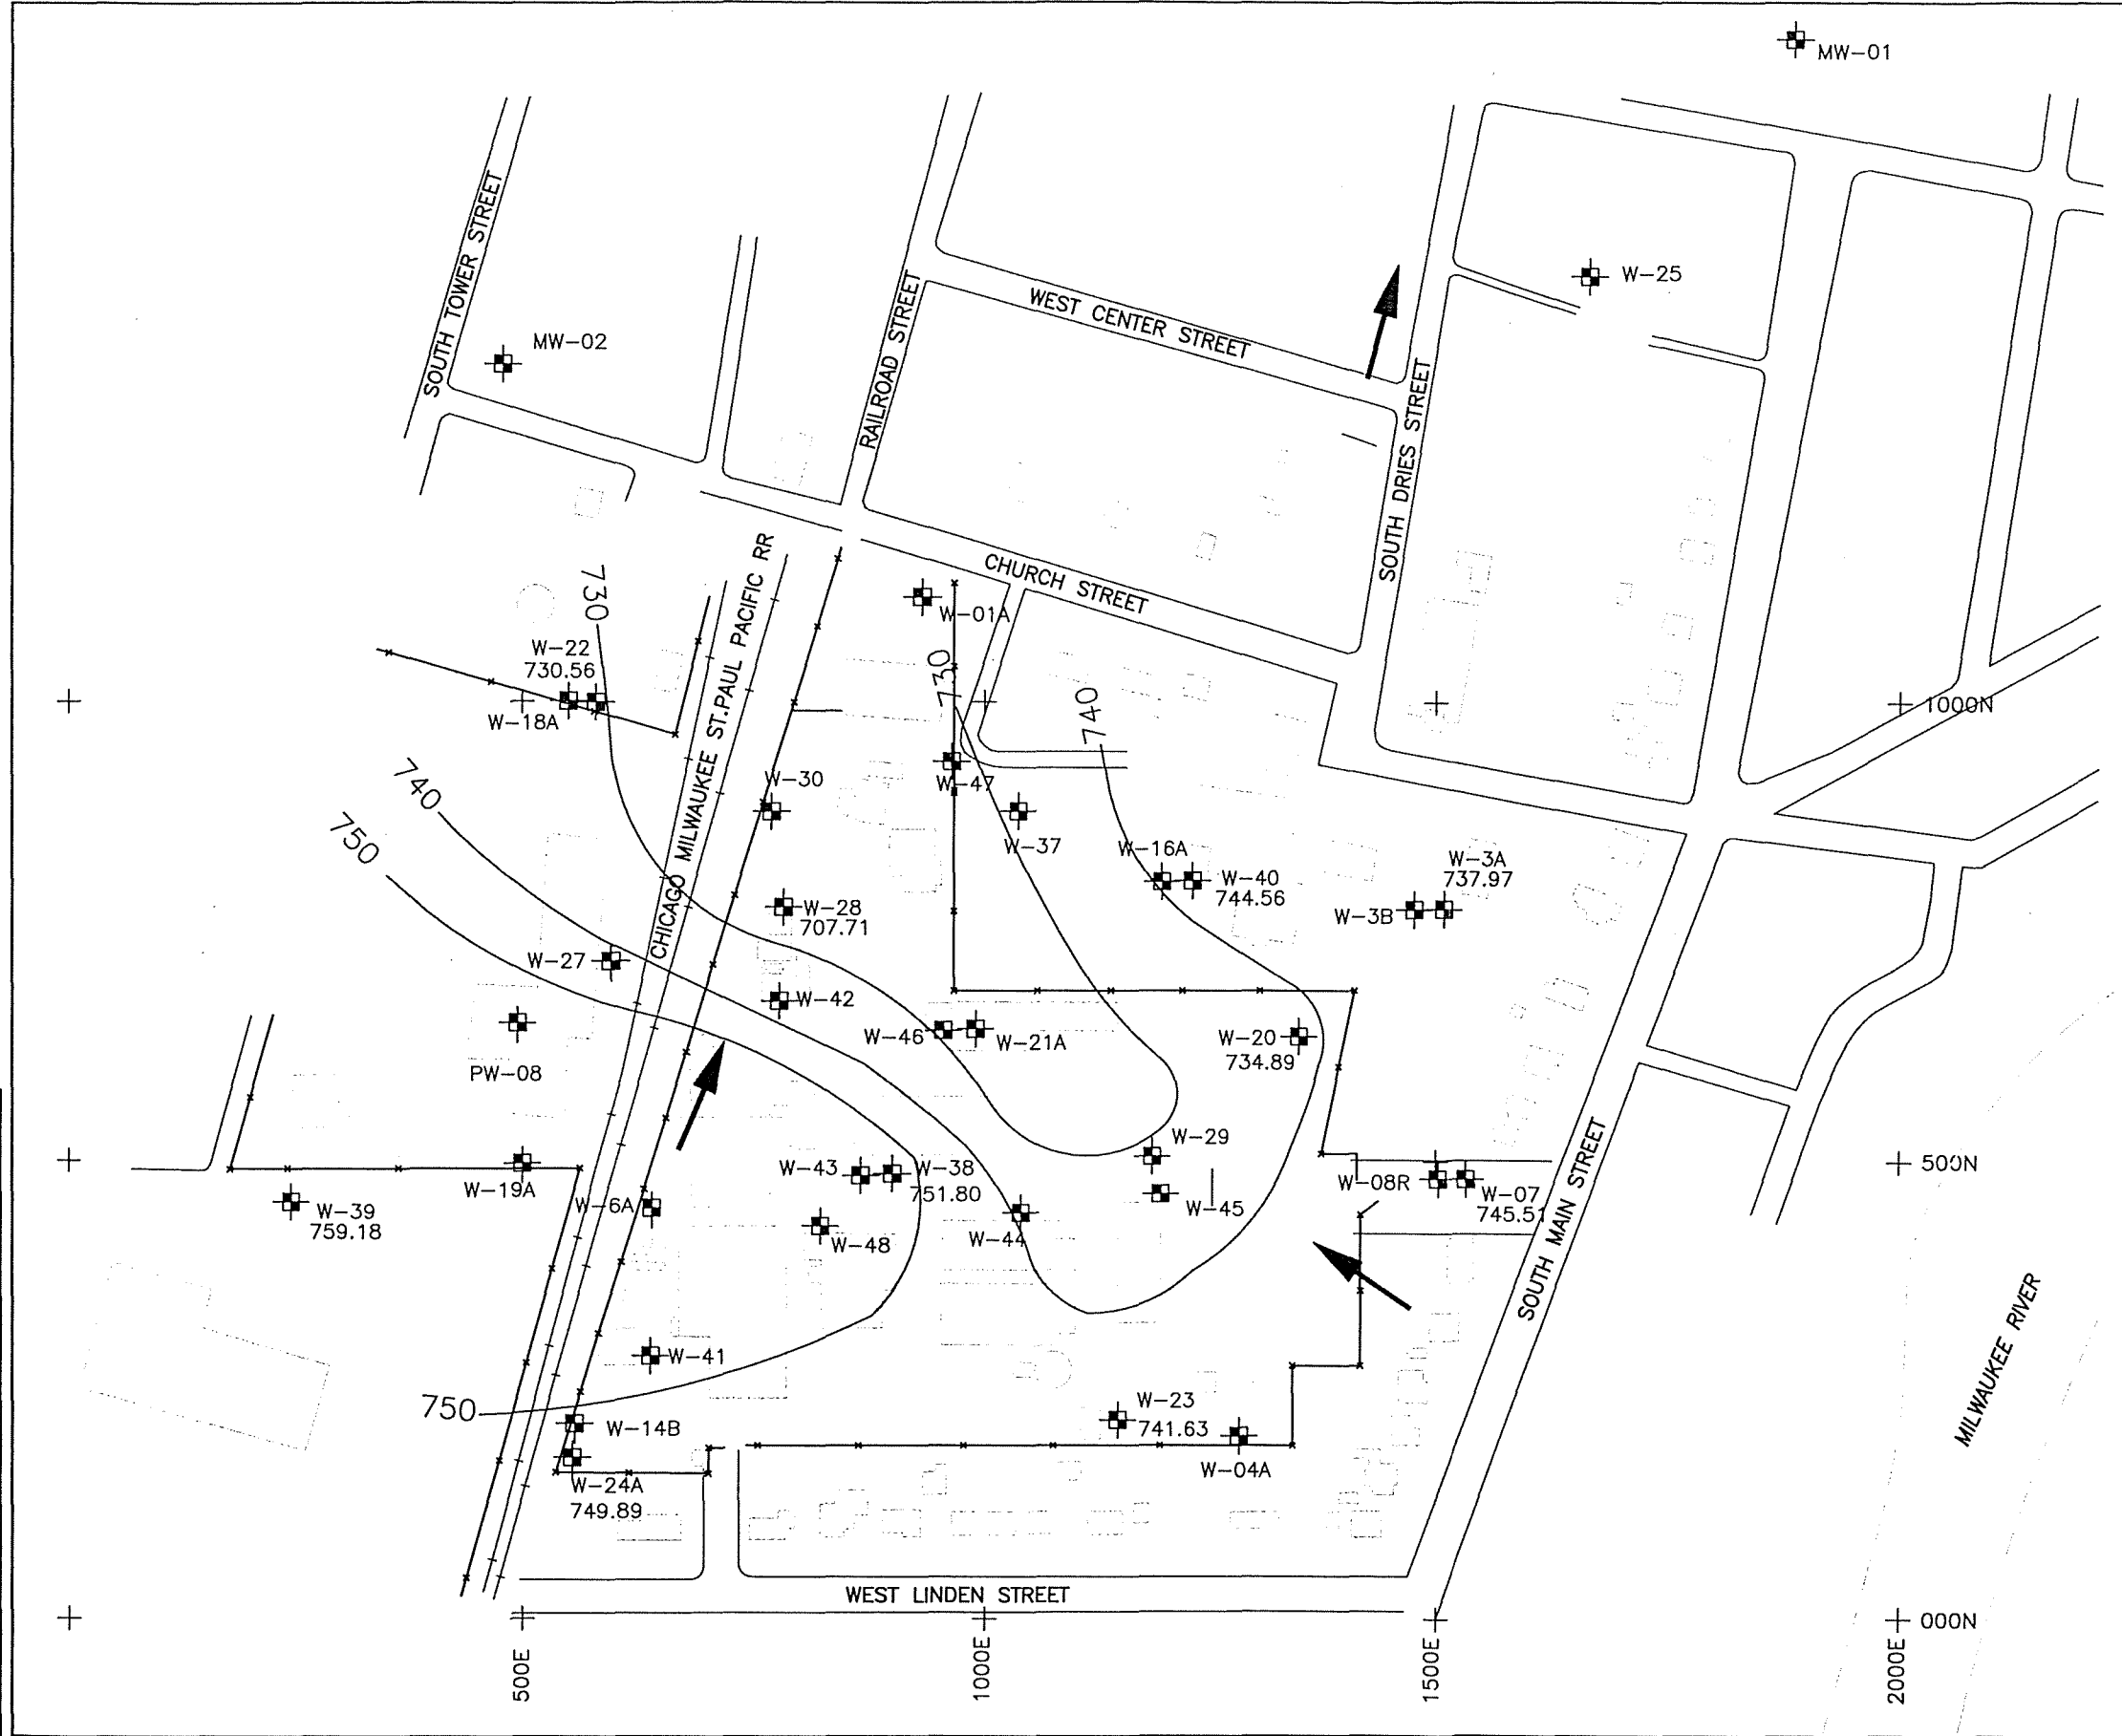 MW-01
SOUTH TOWER STREET
RAILROAD STREET
WEST CENTER STREET
W-25
MW-02
SOUTH DRIES STREET
CHICAGO MILWAUKEE ST.PAUL PACIFIC RR
CHURCH STREET
730
W-01A
W-22
730.56
W-18A
730
740
1000N
740
750
W-30
W-47
W-37
W-16A
W-40
744.56
W-3A
737.97
W-3B
W-28
707.71
W-27
W-42
W-46
W-21A
W-20
734.89
PW-08
W-29
W-43
W-38
751.80
W-19A
W-6A
W-39
759.18
W-48
W-44
W-45
W-08R
W-07
745.51
500N
SOUTH MAIN STREET
MILWAUKEE RIVER
W-41
750
W-14B
W-23
741.63
W-04A
W-24A
749.89
WEST LINDEN STREET
000N
500E
1000E
1500E
2000E